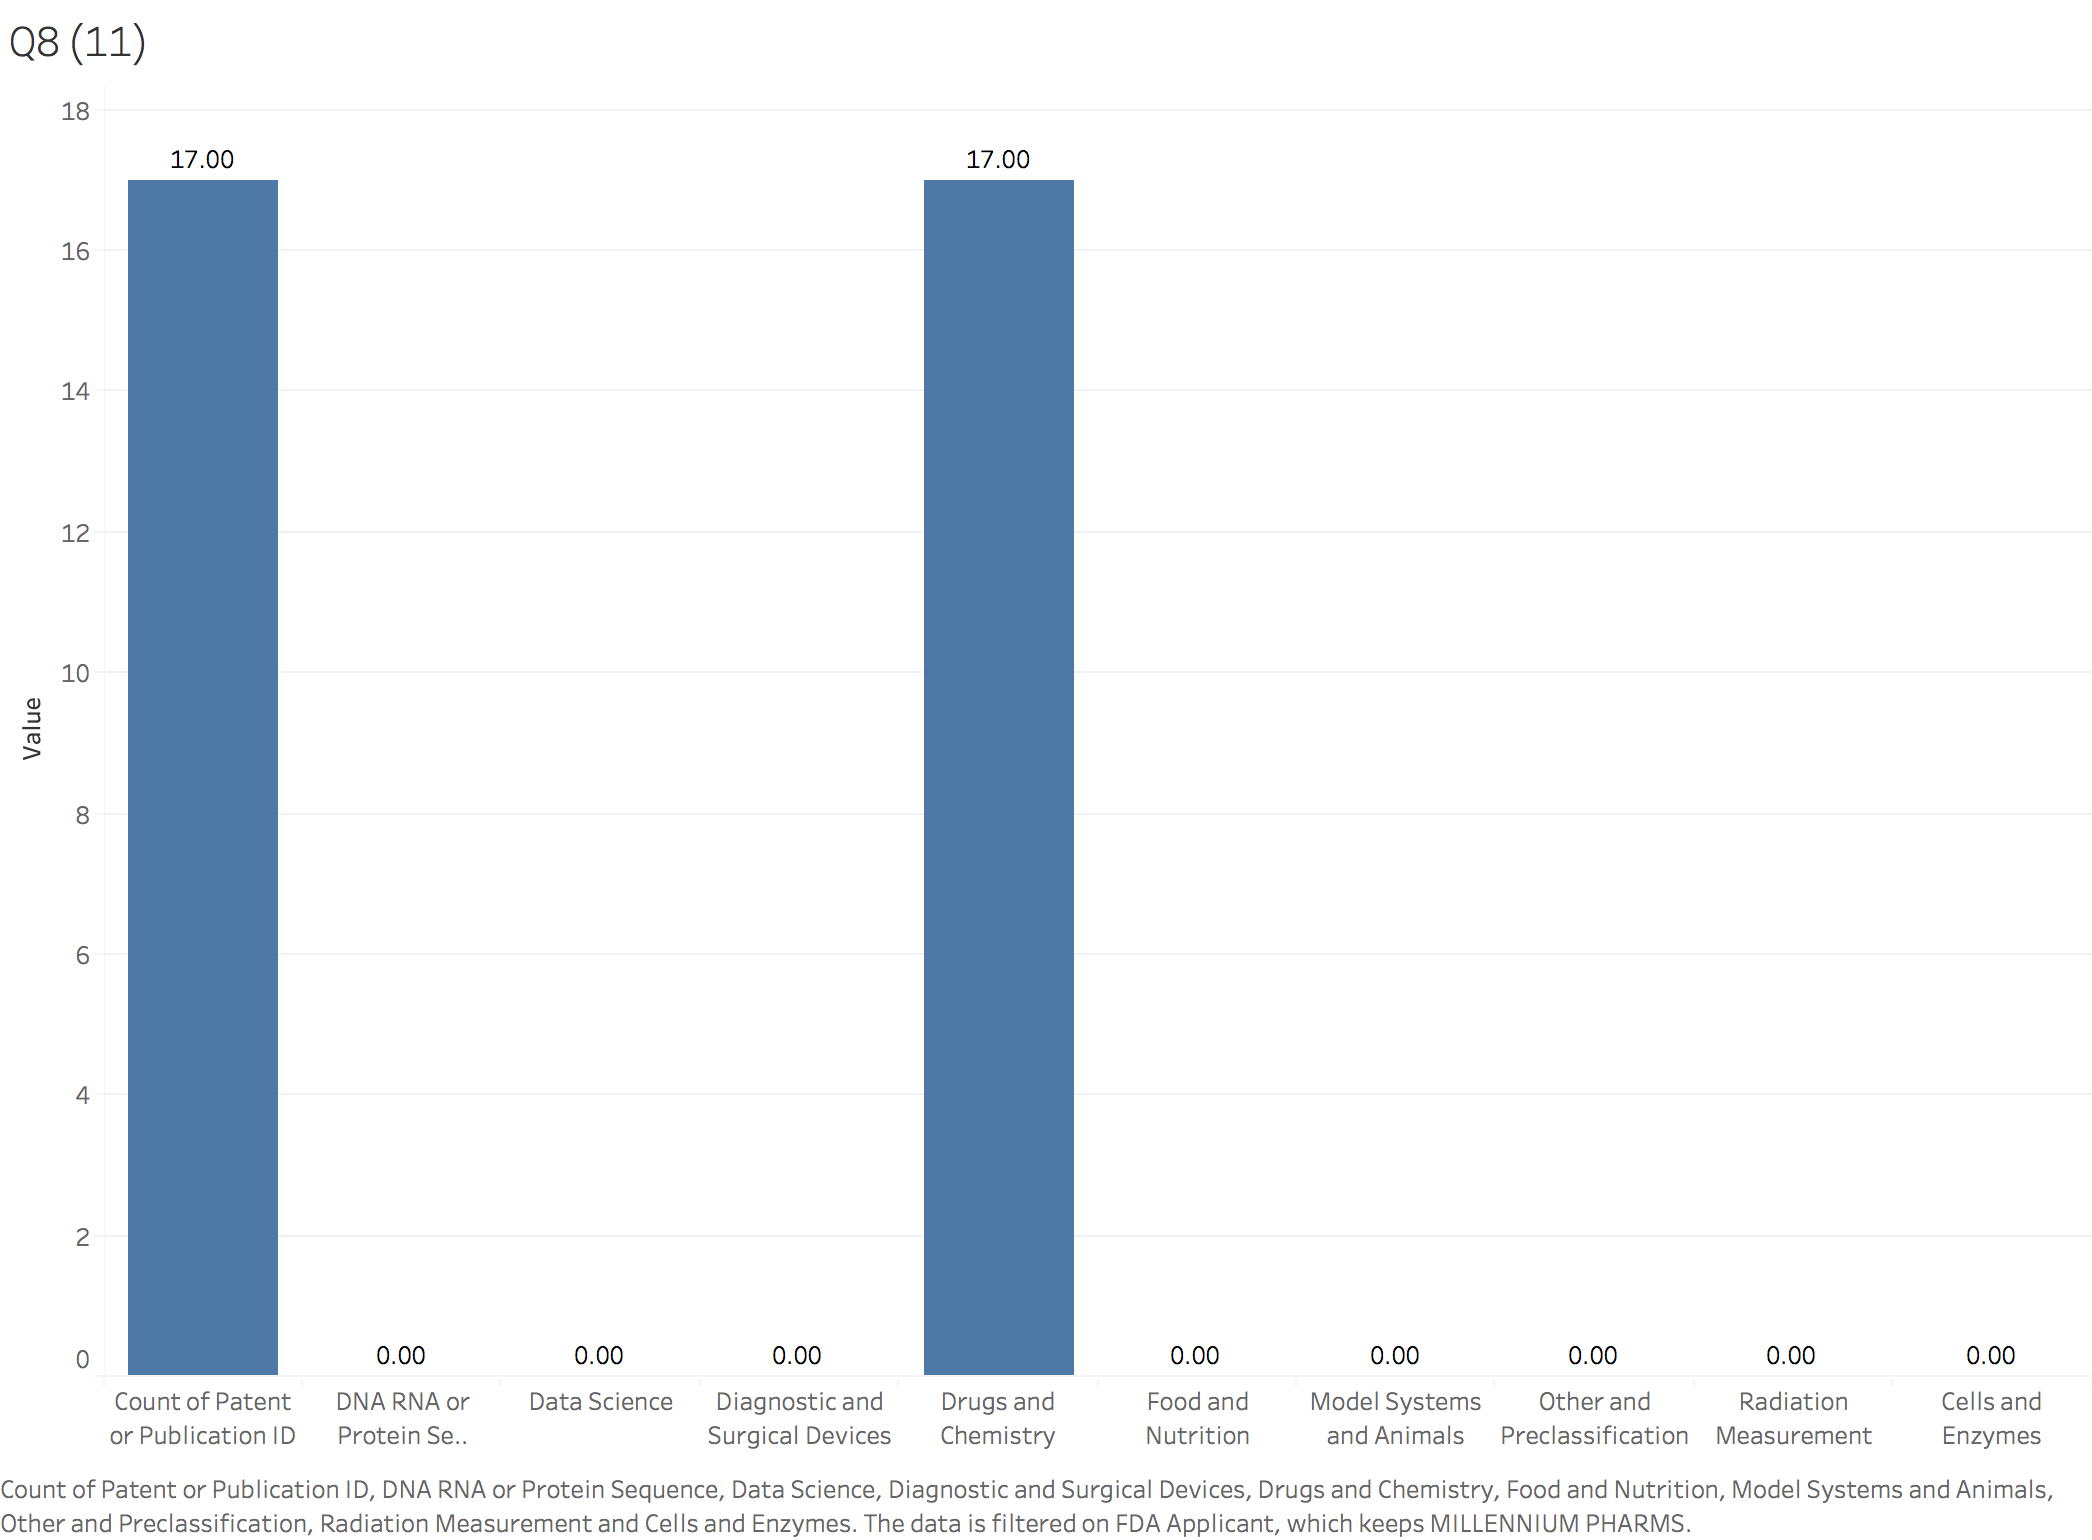 Q8 (11)
18
17.00
17.00
16
14
12
10
Value
8
6
4
2
0
0.00
0.00
0.00
0.00
0.00
0.00
0.00
0.00
Count of Patent
or Publication ID
DNA RNA or
Protein Se..
Data Science
Diagnostic and
Surgical Devices
Drugs and
Chemistry
Food and
Nutrition
Model Systems
and Animals
Other and
Preclassification
Radiation
Measurement
Cells and
Enzymes
Count of Patent or Publication ID, DNA RNA or Protein Sequence, Data Science, Diagnostic and Surgical Devices, Drugs and Chemistry, Food and Nutrition, Model Systems and Animals,
Other and Preclassification, Radiation Measurement and Cells and Enzymes. The data is filtered on FDA Applicant, which keeps MILLENNIUM PHARMS.